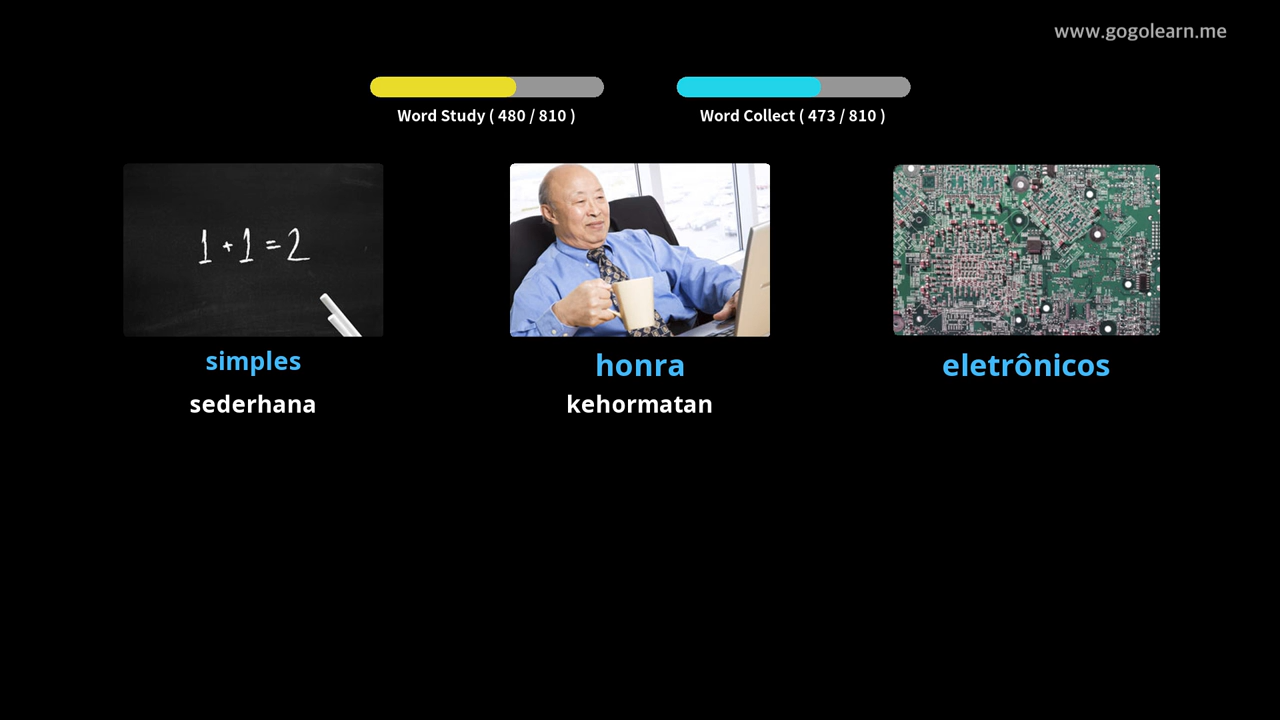 www.gogolearn.me
Word Study ( 480 / 810 )
Word Collect ( 473 / 810 )
1 + 1 = 2
simples
honra
eletrônicos
sederhana
kehormatan